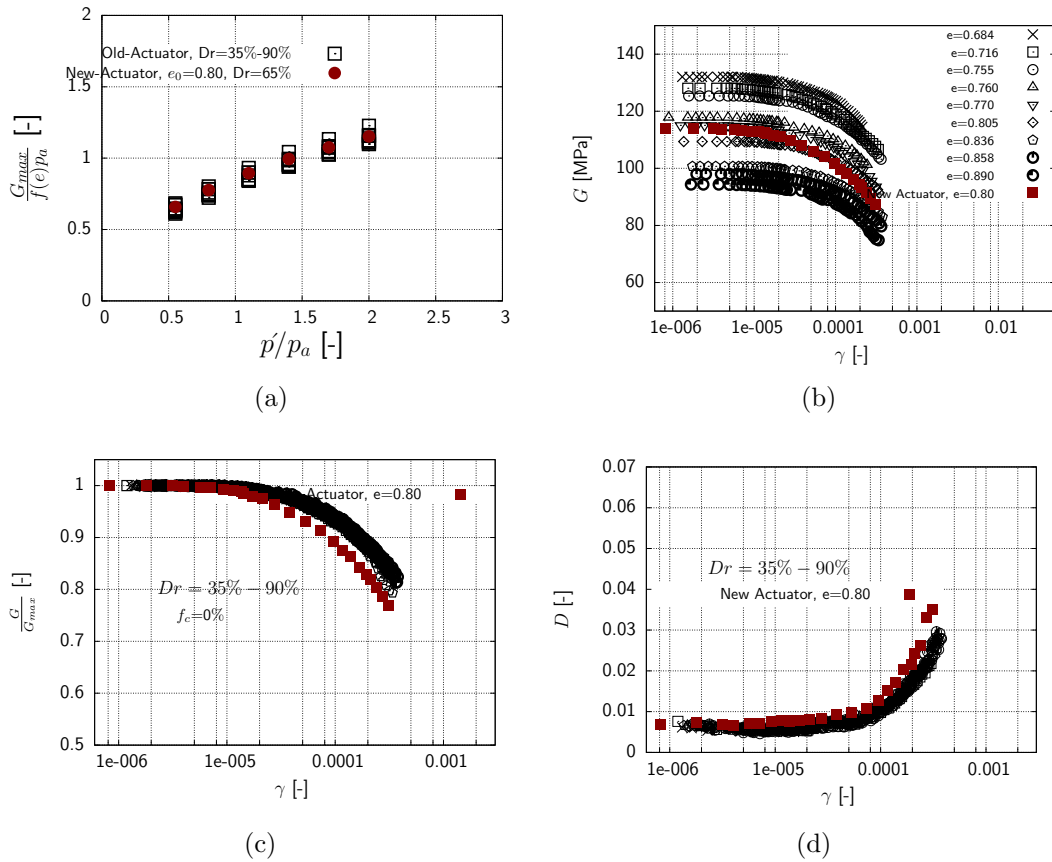 2
1.5
1
0.5
0
0 0.5 1 1.5 2 2.5 3
Old-Actuator, Dr=35%-90%
New-Actuator, e0=0.80, Dr=65%
Gmax / f(e)pa [-]
p′/pa [-]
(a)
140
120
100
80
60
G [MPa]
e=0.684
e=0.716
e=0.755
e=0.760
e=0.770
e=0.805
e=0.836
e=0.858
e=0.890
New Actuator, e=0.80
1e-006 1e-005 0.0001 0.001 0.01
γ [-]
(b)
1
0.9
0.8
0.7
0.6
0.5
G / Gmax [-]
Actuator, e=0.80
Dr = 35% − 90%
fc=0%
1e-006 1e-005 0.0001 0.001
γ [-]
(c)
0.07
0.06
0.05
0.04
0.03
0.02
0.01
0
D [-]
Dr = 35% − 90%
New Actuator, e=0.80
1e-006 1e-005 0.0001 0.001
γ [-]
(d)